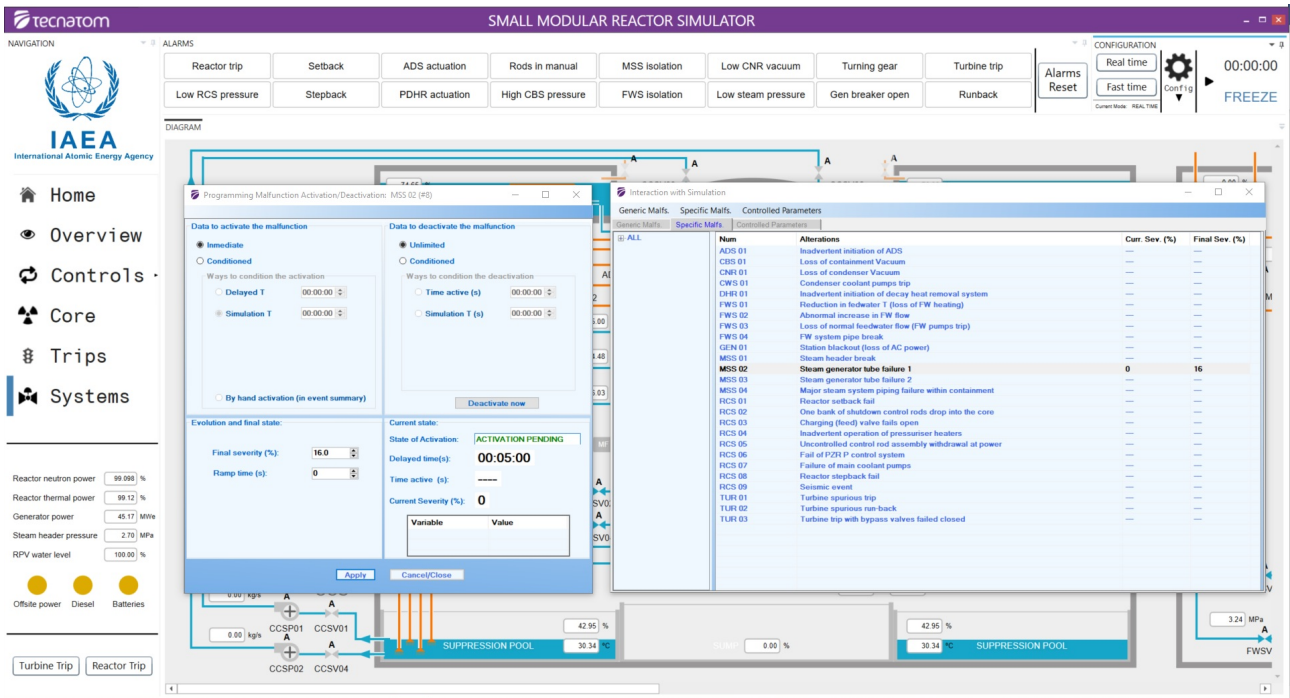 tecnatom
SMALL MODULAR REACTOR SIMULATOR
NAVIGATION
IAEA
International Atomic Energy Agency
Home
Overview
Controls
Core
Trips
Systems
Reactor neutron power 99.098 %
Reactor thermal power 99.12 %
Generator power 45.17 MWe
Steam header pressure 2.70 MPa
RPV water level 100.00 %
Offsite power Diesel Batteries
Turbine Trip Reactor Trip
ALARMS
Reactor trip Setback ADS actuation Rods in manual MSS isolation Low CNR vacuum Turning gear Turbine trip
Low RCS pressure Stepback PDHR actuation High CBS pressure FWS isolation Low steam pressure Gen breaker open Runback
Alarms Reset
CONFIGURATION
Real time
Fast time
Current Mode: REAL TIME
Config
00:00:00
FREEZE
DIAGRAM
A A A A
Programming Malfunction Activation/Deactivation: MSS 02 (#8)
Data to activate the malfunction
Inmediate
Conditioned
Ways to condition the activation
Delayed T 00:00:00
Simulation T 00:00:00
By hand activation (in event summary)
Data to deactivate the malfunction
Unlimited
Conditioned
Ways to condition the deactivation
Time active (s) 00:00:00
Simulation T (s) 00:00:00
Deactivate now
Evolution and final state:
Final severity (%): 16.0
Ramp time (s): 0
Current state:
State of Activation: ACTIVATION PENDING
Delayed time(s): 00:05:00
Time active (s): ----
Current Severity (%): 0
Variable Value
Apply Cancel/Close
Interaction with Simulation
Generic Malfs. Specific Malfs. Controlled Parameters
Generic Malfs. Specific Malfs. Controlled Parameters
ALL
Num Alterations Curr. Sev. (%) Final Sev. (%)
ADS 01 Inadvertent initiation of ADS --- ---
CBS 01 Loss of containment Vacuum --- ---
CNR 01 Loss of condenser Vacuum --- ---
CWS 01 Condenser coolant pumps trip --- ---
DHR 01 Inadvertent initiation of decay heat removal system --- ---
FWS 01 Reduction in fedwater T (loss of FW heating) --- ---
FWS 02 Abnormal increase in FW flow --- ---
FWS 03 Loss of normal feedwater flow (FW pumps trip) --- ---
FWS 04 FW system pipe break --- ---
GEN 01 Station blackout (loss of AC power) --- ---
MSS 01 Steam header break --- ---
MSS 02 Steam generator tube failure 1 0 16
MSS 03 Steam generator tube failure 2 --- ---
MSS 04 Major steam system piping failure within containment --- ---
RCS 01 Reactor setback fail --- ---
RCS 02 One bank of shutdown control rods drop into the core --- ---
RCS 03 Charging (feed) valve fails open --- ---
RCS 04 Inadvertent operation of pressuriser heaters --- ---
RCS 05 Uncontrolled control rod assembly withdrawal at power --- ---
RCS 06 Fail of PZR P control system --- ---
RCS 07 Failure of main coolant pumps --- ---
RCS 08 Reactor stepback fail --- ---
RCS 09 Seismic event --- ---
TUR 01 Turbine spurious trip --- ---
TUR 02 Turbine spurious run-back --- ---
TUR 03 Turbine trip with bypass valves failed closed --- ---
0.00 kg/s A
A
CCSP01 CCSV01
0.00 kg/s A
A
CCSP02 CCSV04
42.95 %
SUPPRESSION POOL 30.34 °C
SUMP 0.00 %
42.95 %
30.34 °C SUPPRESSION POOL
3.24 MPa
A
FWSV